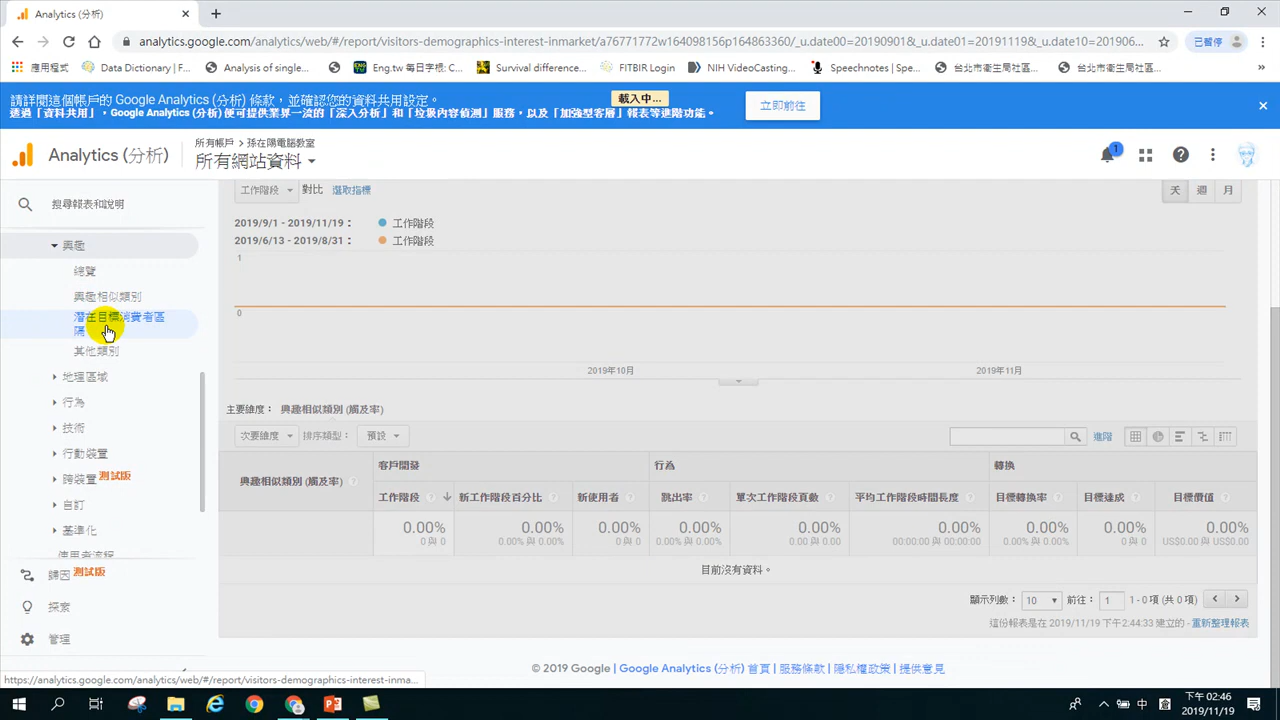 Analytics (分析)
analytics.google.com/analytics/web/#/report/visitors-demographics-interest-inmarket/a76771772w164098156p164863360/_u.date00=20190901&_u.date01=20191119&_u.date10=201906...
已暫停
應用程式
Data Dictionary | F...
Analysis of single...
Eng.tw 每日字根: C...
Survival difference...
FITBIR Login
NIH VideoCasting...
Speechnotes | Spe...
台北市衛生局社區...
台北市衛生局社區...
»
請詳閱這個帳戶的 Google Analytics (分析) 條款，並確認您的資料共用設定。
透過「資料共用」，Google Analytics (分析) 便可提供業界一流的「深入分析」和「垃圾內容偵測」服務，以及「加強型客層」報表等進階功能。
載入中...
立即前往
Analytics (分析)
所有帳戶 > 孫在陽電腦教室
所有網站資料
1
搜尋報表和說明
興趣
總覽
興趣相似類別
潛在目標消費者區
隔
其他類別
地理區域
行為
技術
行動裝置
跨裝置 測試版
自訂
基準化
使用者流程
歸因 測試版
探索
管理
工作階段 對比 選取指標
天 週 月
2019/9/1 - 2019/11/19： 工作階段
2019/6/13 - 2019/8/31： 工作階段
1
0
2019年10月 2019年11月
主要維度： 興趣相似類別 (觸及率)
次要維度 排序類型： 預設
進階
興趣相似類別 (觸及率)
客戶開發 行為 轉換
工作階段 新工作階段百分比 新使用者 跳出率 單次工作階段頁數 平均工作階段時間長度 目標轉換率 目標達成 目標價值
0.00% 0.00% 0.00% 0.00% 0.00% 0.00% 0.00% 0.00% 0.00%
0 與 0 0.00% 與 0.00% 0 與 0 0.00% 與 0.00% 0.00 與 0.00 00:00:00 與 00:00:00 0.00% 與 0.00% 0 與 0 US$0.00 與 US$0.00
目前沒有資料。
顯示列數： 10 前往： 1 1 - 0 項 (共 0 項)
這份報表是在 2019/11/19 下午2:44:33 建立的 - 重新整理報表
© 2019 Google | Google Analytics (分析) 首頁 | 服務條款 | 隱私權政策 | 提供意見
https://analytics.google.com/analytics/web/#/report/visitors-demographics-interest-inma...
中
下午 02:46
2019/11/19